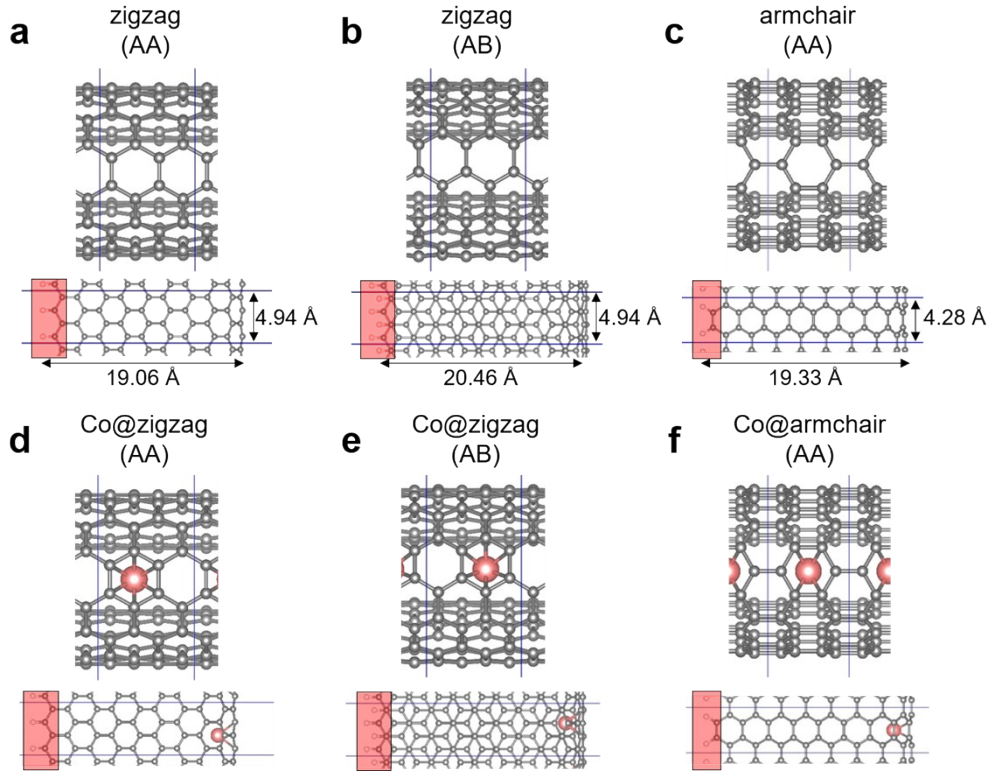 a
zigzag
(AA)
b
zigzag
(AB)
c
armchair
(AA)
4.94 Å
19.06 Å
4.94 Å
20.46 Å
4.28 Å
19.33 Å
d
Co@zigzag
(AA)
e
Co@zigzag
(AB)
f
Co@armchair
(AA)